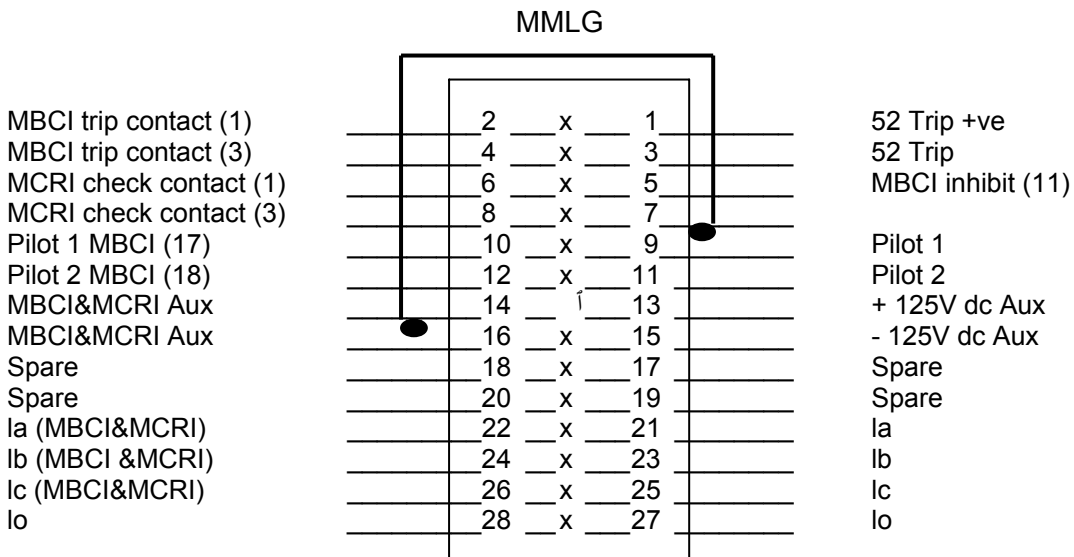 MMLG
MBCI trip contact (1) 2 x 1 52 Trip +ve
MBCI trip contact (3) 4 x 3 52 Trip
MCRI check contact (1) 6 x 5 MBCI inhibit (11)
MCRI check contact (3) 8 x 7
Pilot 1 MBCI (17) 10 x 9 Pilot 1
Pilot 2 MBCI (18) 12 x 11 Pilot 2
MBCI&MCRI Aux 14 13 + 125V dc Aux
MBCI&MCRI Aux 16 x 15 - 125V dc Aux
Spare 18 x 17 Spare
Spare 20 x 19 Spare
Ia (MBCI&MCRI) 22 x 21 Ia
Ib (MBCI &MCRI) 24 x 23 Ib
Ic (MBCI&MCRI) 26 x 25 Ic
Io 28 x 27 Io